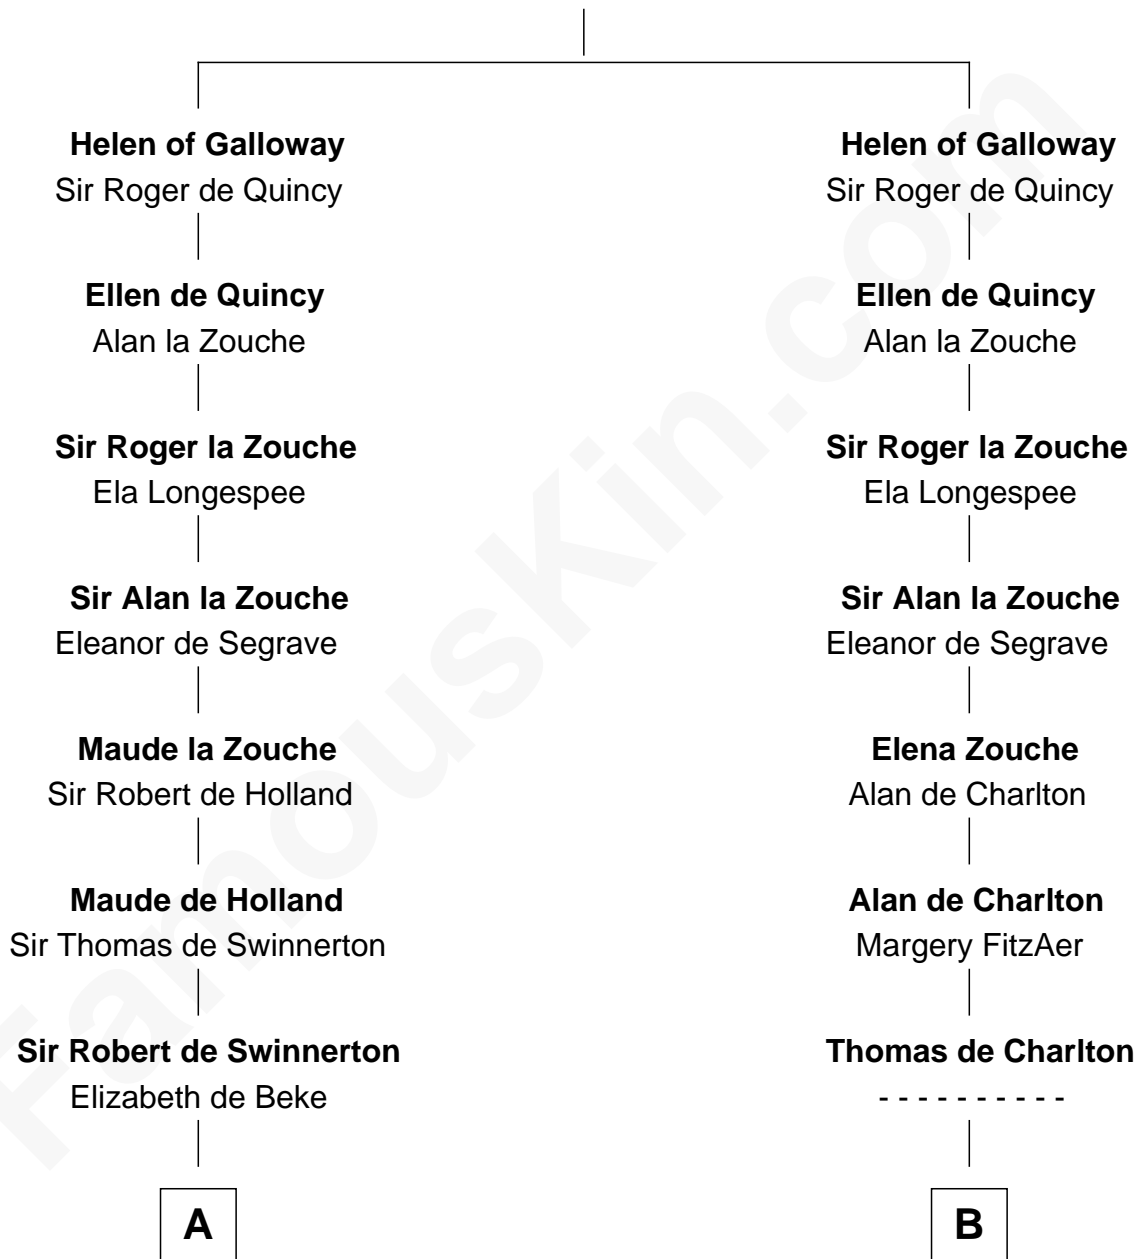 Helen of Galloway
Sir Roger de Quincy
Ellen de Quincy
Alan la Zouche
Sir Roger la Zouche
Ela Longespee
Sir Alan la Zouche
Eleanor de Segrave
Maude la Zouche
Sir Robert de Holland
Maude de Holland
Sir Thomas de Swinnerton
Sir Robert de Swinnerton
Elizabeth de Beke
A
Helen of Galloway
Sir Roger de Quincy
Ellen de Quincy
Alan la Zouche
Sir Roger la Zouche
Ela Longespee
Sir Alan la Zouche
Eleanor de Segrave
Elena Zouche
Alan de Charlton
Alan de Charlton
Margery FitzAer
Thomas de Charlton
- - - - - - - - - -
B
FamousKin.com